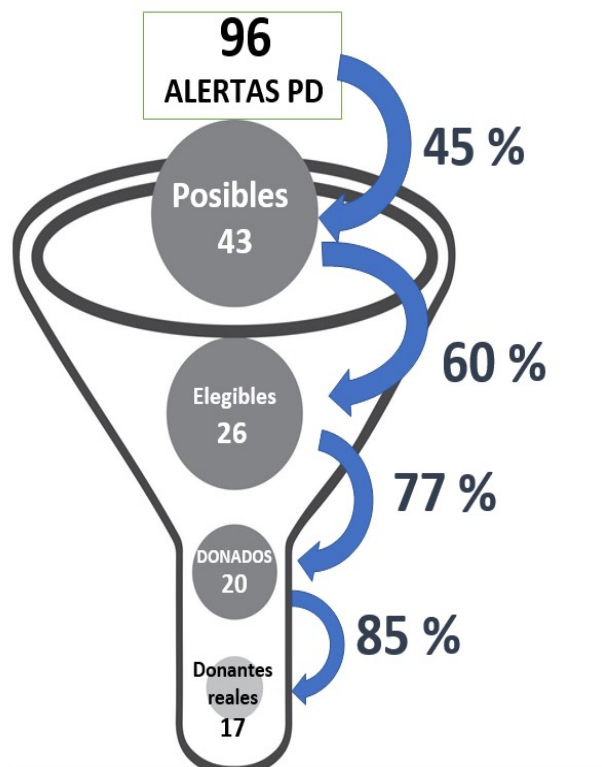 96
ALERTAS PD
45 %
Posibles
43
60 %
Elegibles
26
77 %
DONADOS
20
85 %
Donantes
reales
17